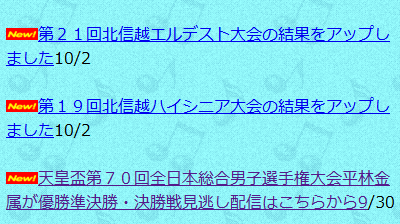 New!第２１回北信越エルデスト大会の結果をアップし
ました10/2
New!第１９回北信越ハイシニア大会の結果をアップし
ました10/2
New!天皇盃第７０回全日本総合男子選手権大会平林金
属が優勝準決勝・決勝戦見逃し配信はこちらから9/30